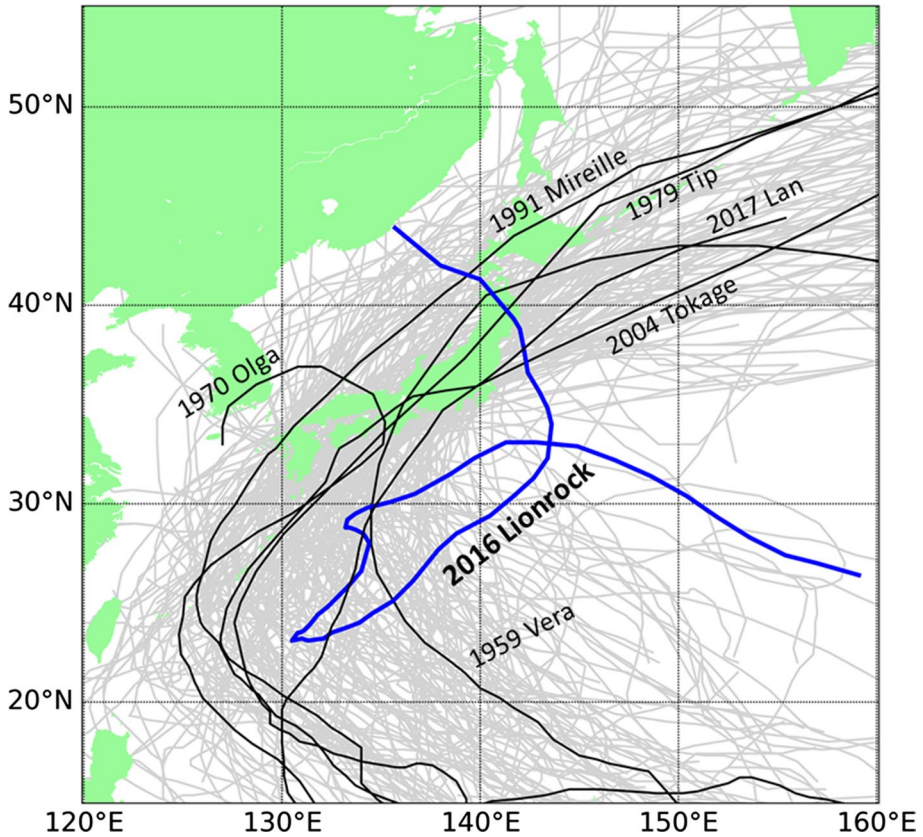 50°N
1991 Mireille
1979 Tip
2017 Lan
40°N
2004 Tokage
1970 Olga
30°N
2016 Lionrock
1959 Vera
20°N
120°E 130°E 140°E 150°E 160°E